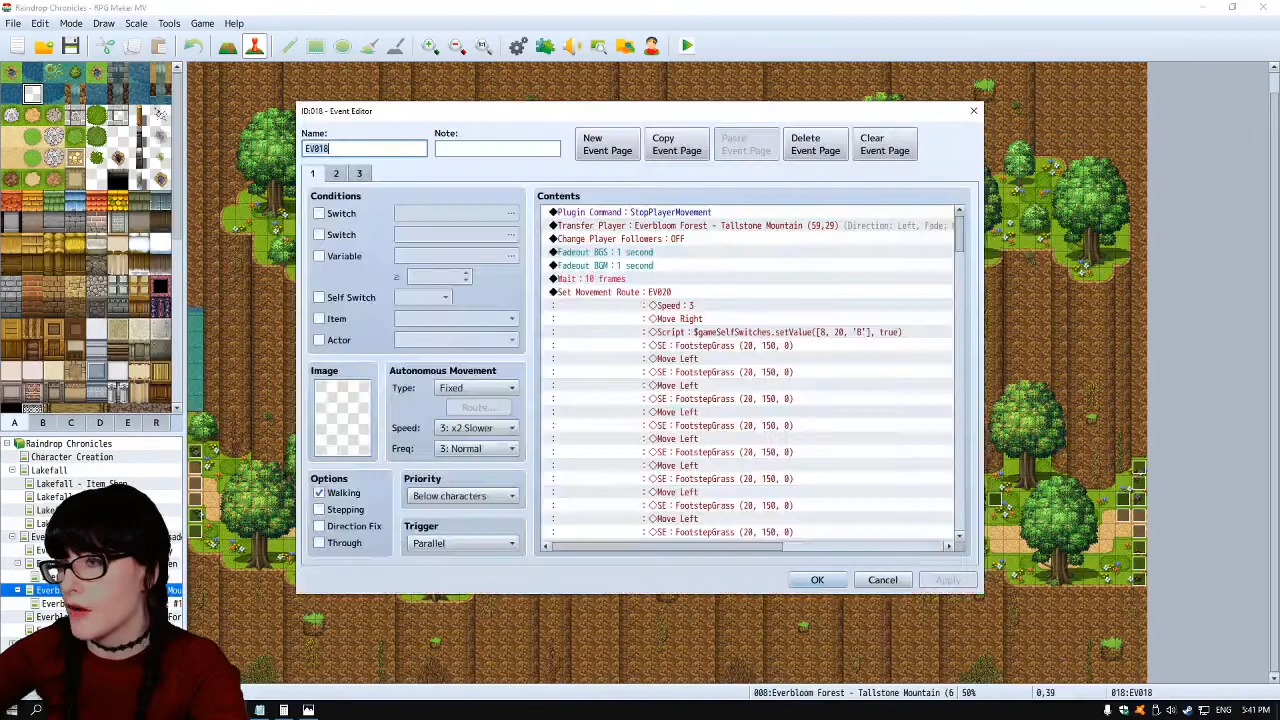 Raindrop Chronicles - RPG Maker MV
File Edit Mode Draw Scale Tools Game Help
ID:018 - Event Editor
Name: Note:
EV018
New Event Page
Copy Event Page
Paste Event Page
Delete Event Page
Clear Event Page
1 2 3
Conditions
Switch ...
Switch ...
Variable ...
≥
Self Switch
Item
Actor
Image
Autonomous Movement
Type: Fixed
Route...
Speed: 3: x2 Slower
Freq: 3: Normal
Options
Walking
Stepping
Direction Fix
Through
Priority
Below characters
Trigger
Parallel
Contents
◆Plugin Command：StopPlayerMovement
◆Transfer Player：Everbloom Forest - Tallstone Mountain (59,29) (Direction: Left, Fade:
◆Change Player Followers：OFF
◆Fadeout BGS：1 second
◆Fadeout BGM：1 second
◆Wait：10 frames
◆Set Movement Route：EV020
： ：◇Speed：3
： ：◇Move Right
： ：◇Script：$gameSelfSwitches.setValue([8, 20, 'B'], true)
： ：◇SE：FootstepGrass (20, 150, 0)
： ：◇Move Left
： ：◇SE：FootstepGrass (20, 150, 0)
： ：◇Move Left
： ：◇SE：FootstepGrass (20, 150, 0)
： ：◇Move Left
： ：◇SE：FootstepGrass (20, 150, 0)
： ：◇Move Left
： ：◇SE：FootstepGrass (20, 150, 0)
： ：◇Move Left
： ：◇SE：FootstepGrass (20, 150, 0)
： ：◇Move Left
： ：◇SE：FootstepGrass (20, 150, 0)
： ：◇Move Left
： ：◇SE：FootstepGrass (20, 150, 0)
OK Cancel Apply
A B C D E R
Raindrop Chronicles
Character Creation
Lakefall
Lakefall - Item Shop
Lakefall
Lake
Lake
008:Everbloom Forest - Tallstone Mountain (6 50% 0,39 018:EV018
ENG 5:41 PM